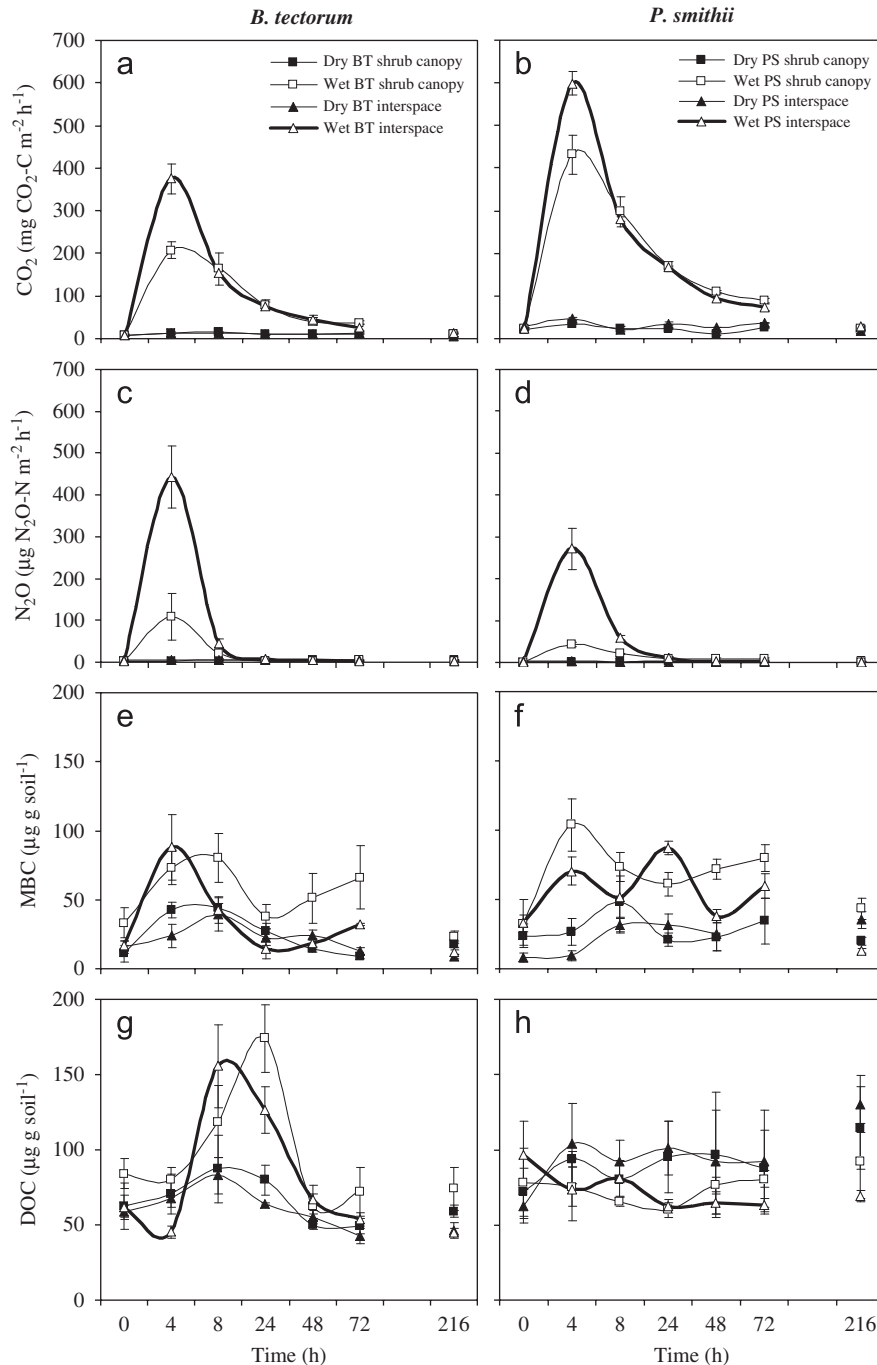 B. tectorum
P. smithii
a
Dry BT shrub canopy
Wet BT shrub canopy
Dry BT interspace
Wet BT interspace
b
Dry PS shrub canopy
Wet PS shrub canopy
Dry PS interspace
Wet PS interspace
CO₂ (mg CO₂-C m⁻² h⁻¹)
700
600
500
400
300
200
100
0
c
d
N₂O (µg N₂O-N m⁻² h⁻¹)
700
600
500
400
300
200
100
0
e
f
MBC (µg g soil⁻¹)
200
150
100
50
0
g
h
DOC (µg g soil⁻¹)
200
150
100
50
0
0 4 8 24 48 72 216
0 4 8 24 48 72 216
Time (h)
Time (h)